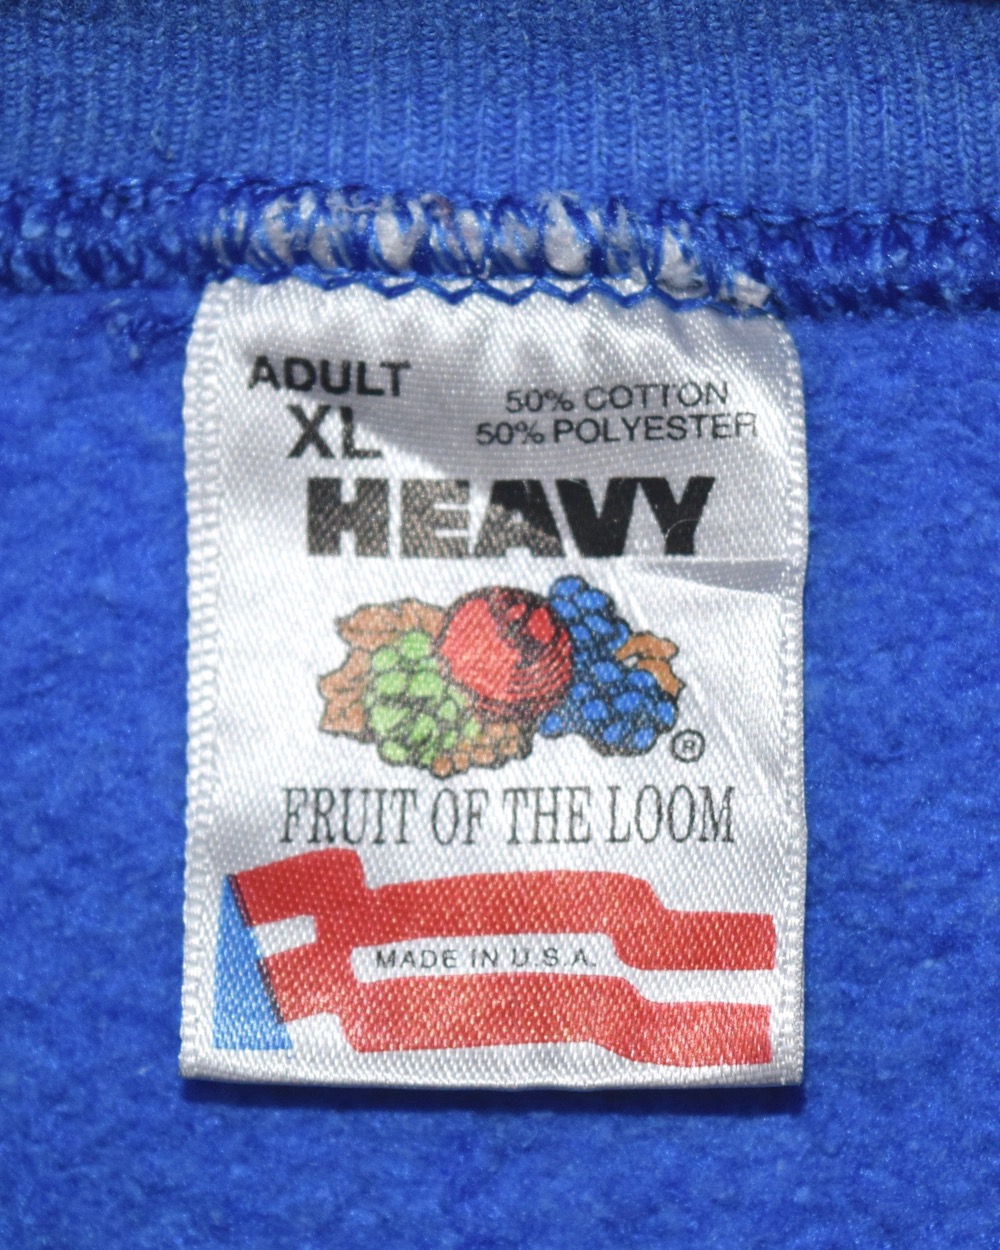 ADULT
XL
50% COTTON
50% POLYESTER
HEAVY
®
FRUIT OF THE LOOM
MADE IN U.S.A.